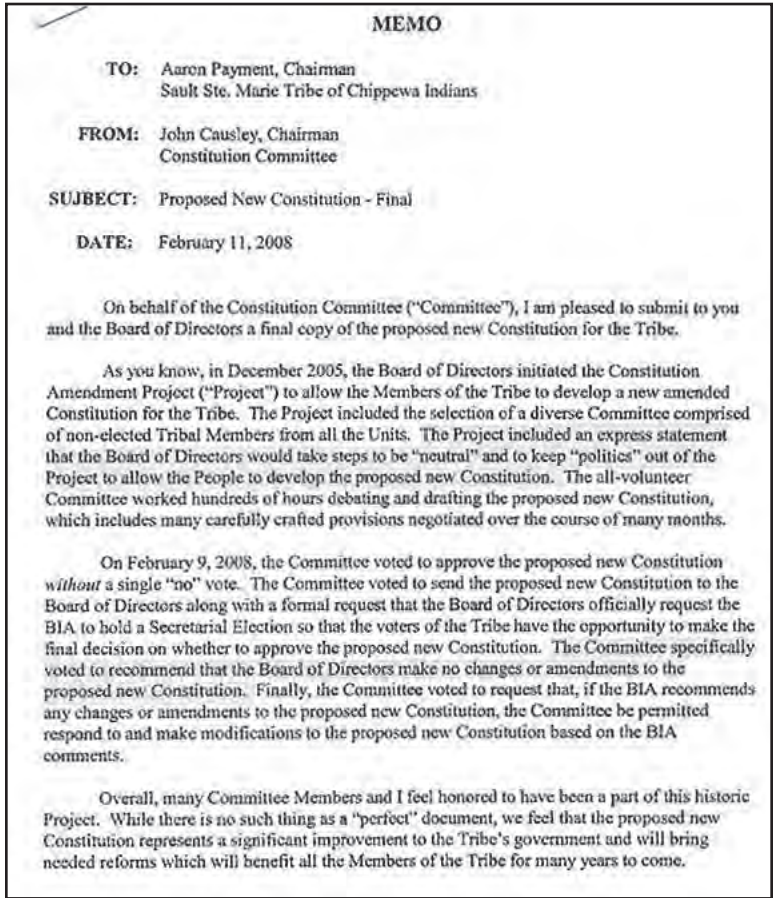 MEMO
TO: Aaron Payment, Chairman
Sault Ste. Marie Tribe of Chippewa Indians
FROM: John Causley, Chairman
Constitution Committee
SUJBECT: Proposed New Constitution - Final
DATE: February 11, 2008
On behalf of the Constitution Committee ("Committee"), I am pleased to submit to you
and the Board of Directors a final copy of the proposed new Constitution for the Tribe.
As you know, in December 2005, the Board of Directors initiated the Constitution
Amendment Project ("Project") to allow the Members of the Tribe to develop a new amended
Constitution for the Tribe. The Project included the selection of a diverse Committee comprised
of non-elected Tribal Members from all the Units. The Project included an express statement
that the Board of Directors would take steps to be "neutral" and to keep "politics" out of the
Project to allow the People to develop the proposed new Constitution. The all-volunteer
Committee worked hundreds of hours debating and drafting the proposed new Constitution,
which includes many carefully crafted provisions negotiated over the course of many months.
On February 9, 2008, the Committee voted to approve the proposed new Constitution
without a single "no" vote. The Committee voted to send the proposed new Constitution to the
Board of Directors along with a formal request that the Board of Directors officially request the
BIA to hold a Secretarial Election so that the voters of the Tribe have the opportunity to make the
final decision on whether to approve the proposed new Constitution. The Committee specifically
voted to recommend that the Board of Directors make no changes or amendments to the
proposed new Constitution. Finally, the Committee voted to request that, if the BIA recommends
any changes or amendments to the proposed new Constitution, the Committee be permitted
respond to and make modifications to the proposed new Constitution based on the BIA
comments.
Overall, many Committee Members and I feel honored to have been a part of this historic
Project. While there is no such thing as a "perfect" document, we feel that the proposed new
Constitution represents a significant improvement to the Tribe's government and will bring
needed reforms which will benefit all the Members of the Tribe for many years to come.